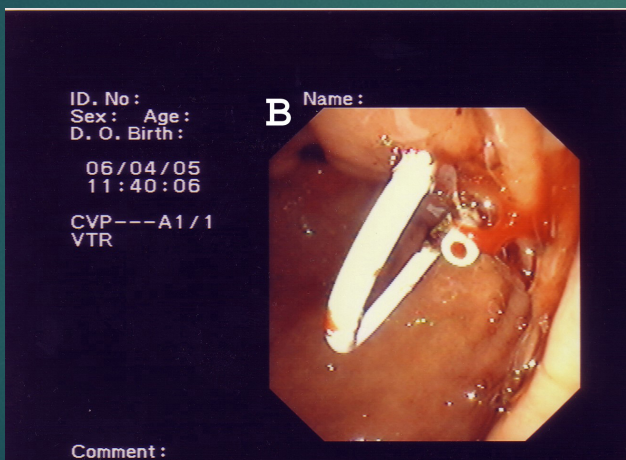 ID. No:
Name:
Sex: Age:
D. O. Birth:
B
06/04/05
11:40:06
CVP---A1/1
VTR
Comment: